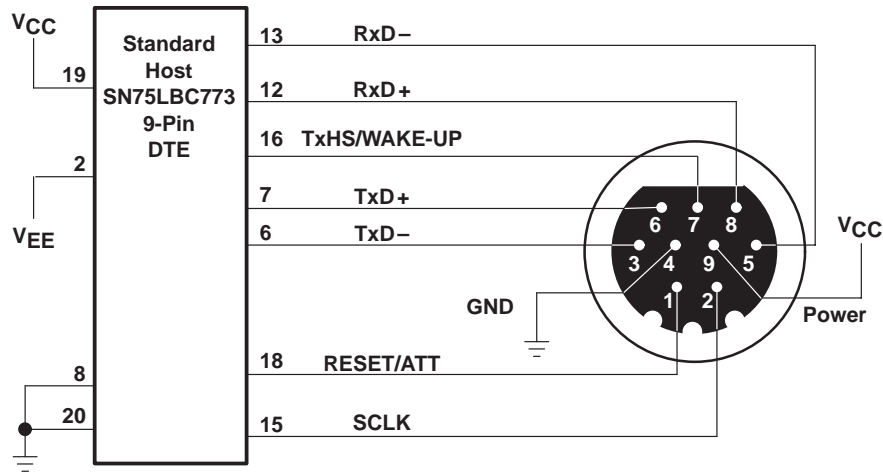 VCC
19
2
VEE
8
20
Standard
Host
SN75LBC773
9-Pin
DTE
13 RxD–
12 RxD+
16 TxHS/WAKE-UP
7 TxD+
6 TxD–
18 RESET/ATT
15 SCLK
GND
6 7 8
3 4 9 5
1 2
VCC
Power